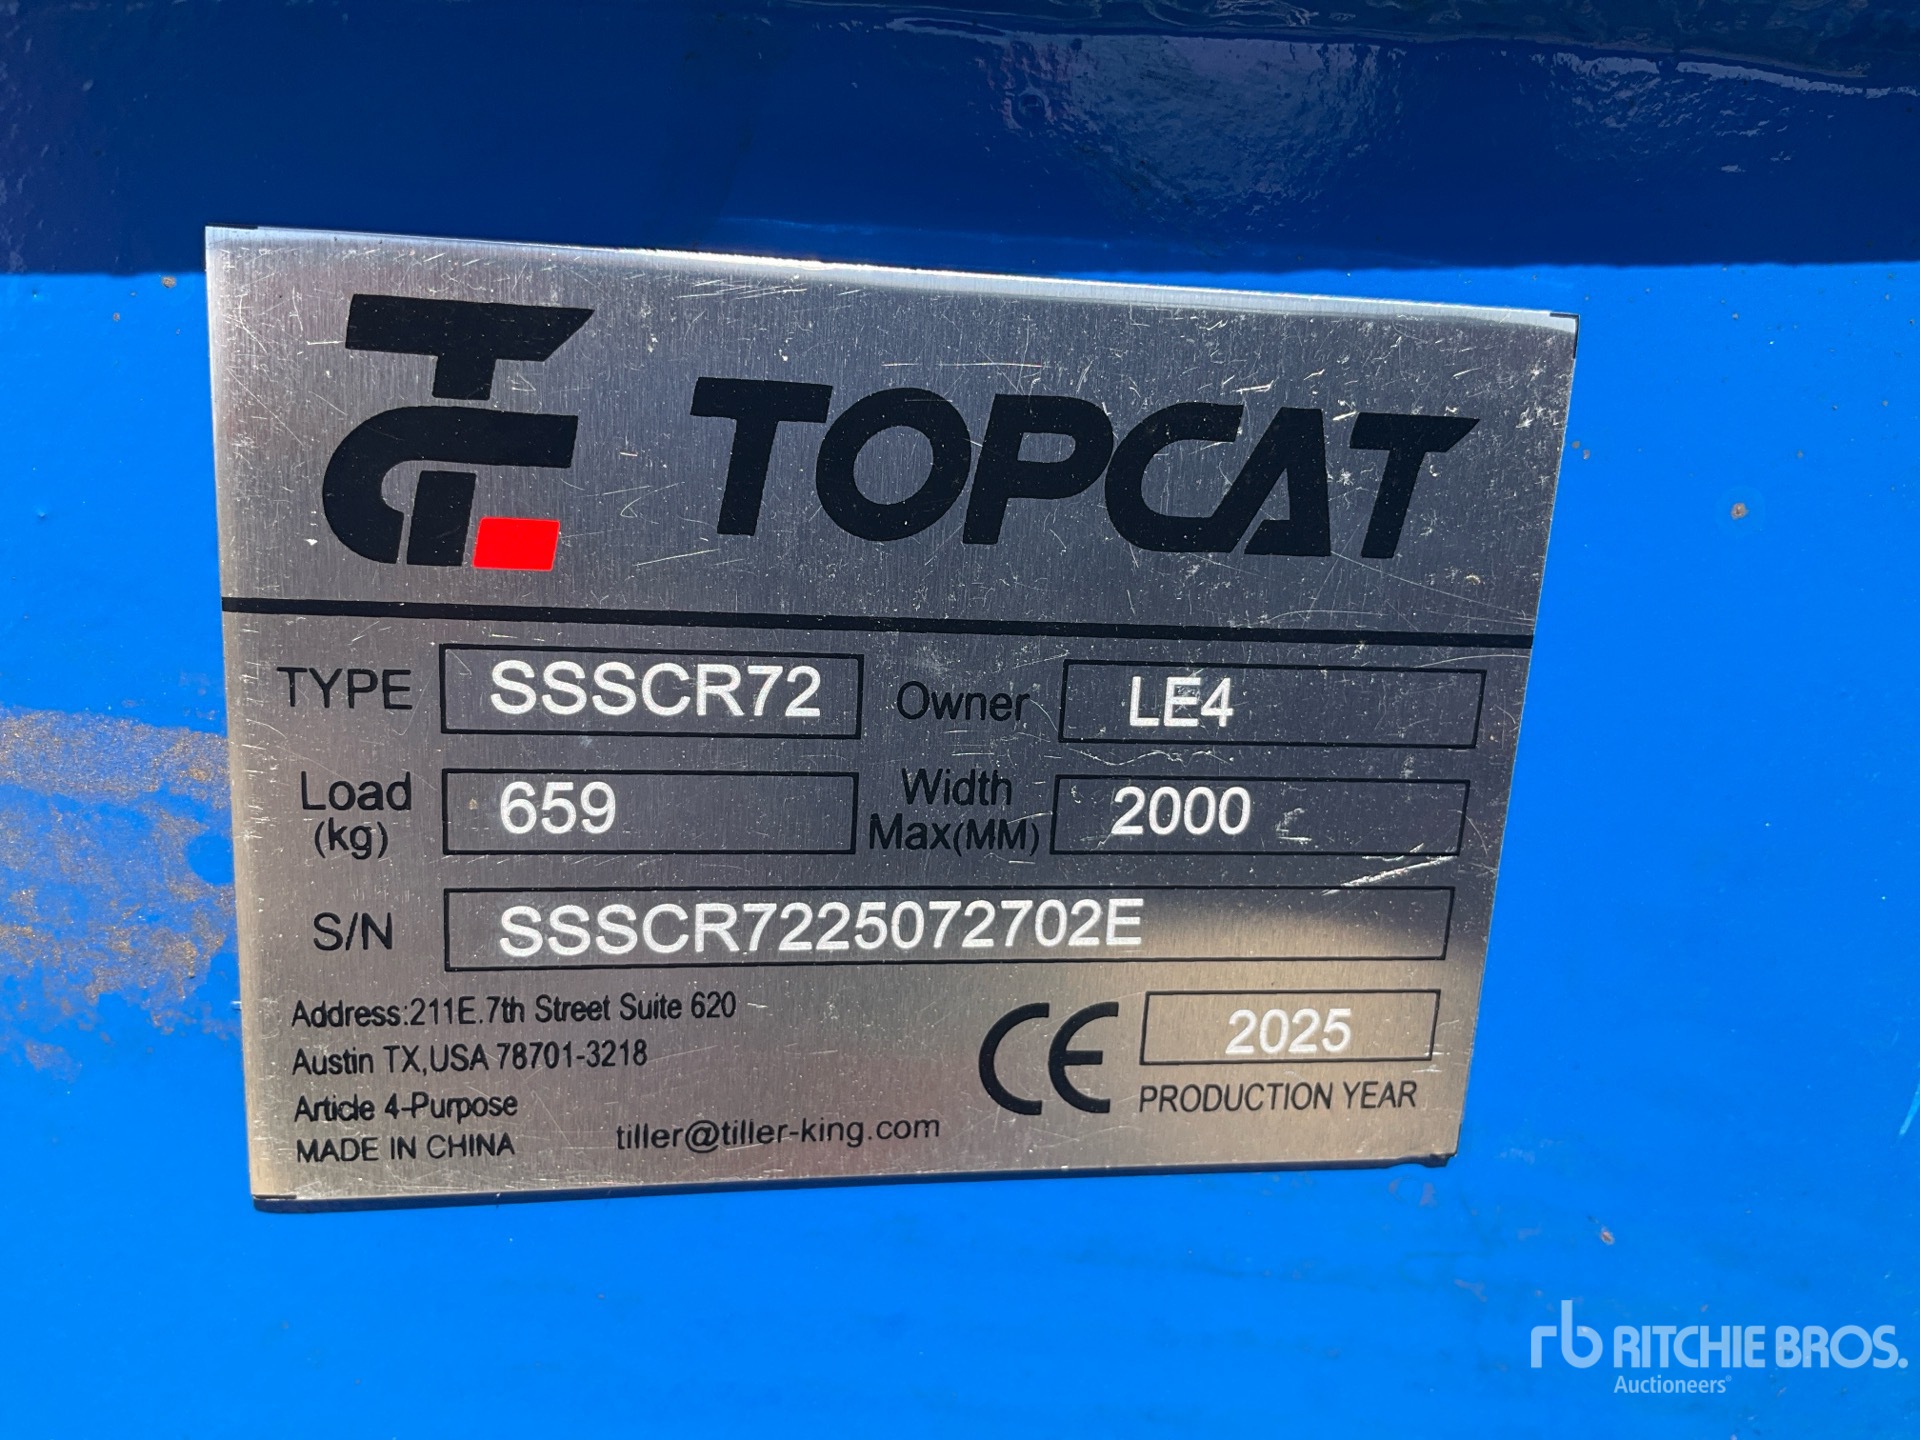 TOPCAT
TYPE SSSCR72 Owner LE4
Load (kg) 659 Width Max(MM) 2000
S/N SSSCR7225072702E
Address:211E.7th Street Suite 620
Austin TX,USA 78701-3218
Article 4-Purpose
MADE IN CHINA
tiller@tiller-king.com
CE 2025
PRODUCTION YEAR
rb RITCHIE BROS.
Auctioneers